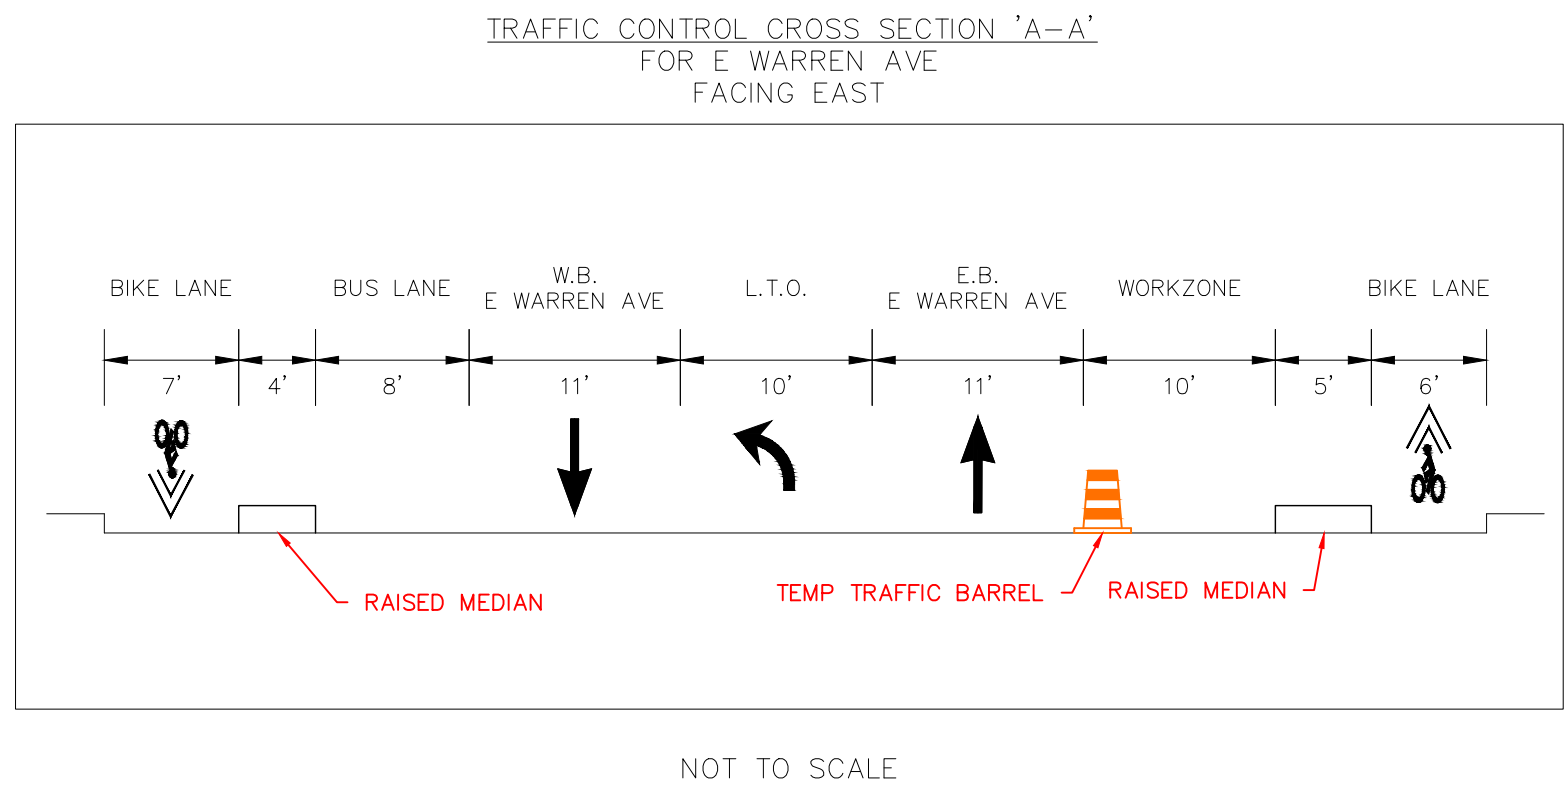 TRAFFIC CONTROL CROSS SECTION 'A-A'
FOR E WARREN AVE
FACING EAST
BIKE LANE
BUS LANE
W.B.
E WARREN AVE
L.T.O.
E.B.
E WARREN AVE
WORKZONE
BIKE LANE
7'
4'
8'
11'
10'
11'
10'
5'
6'
RAISED MEDIAN
TEMP TRAFFIC BARREL
RAISED MEDIAN
NOT TO SCALE